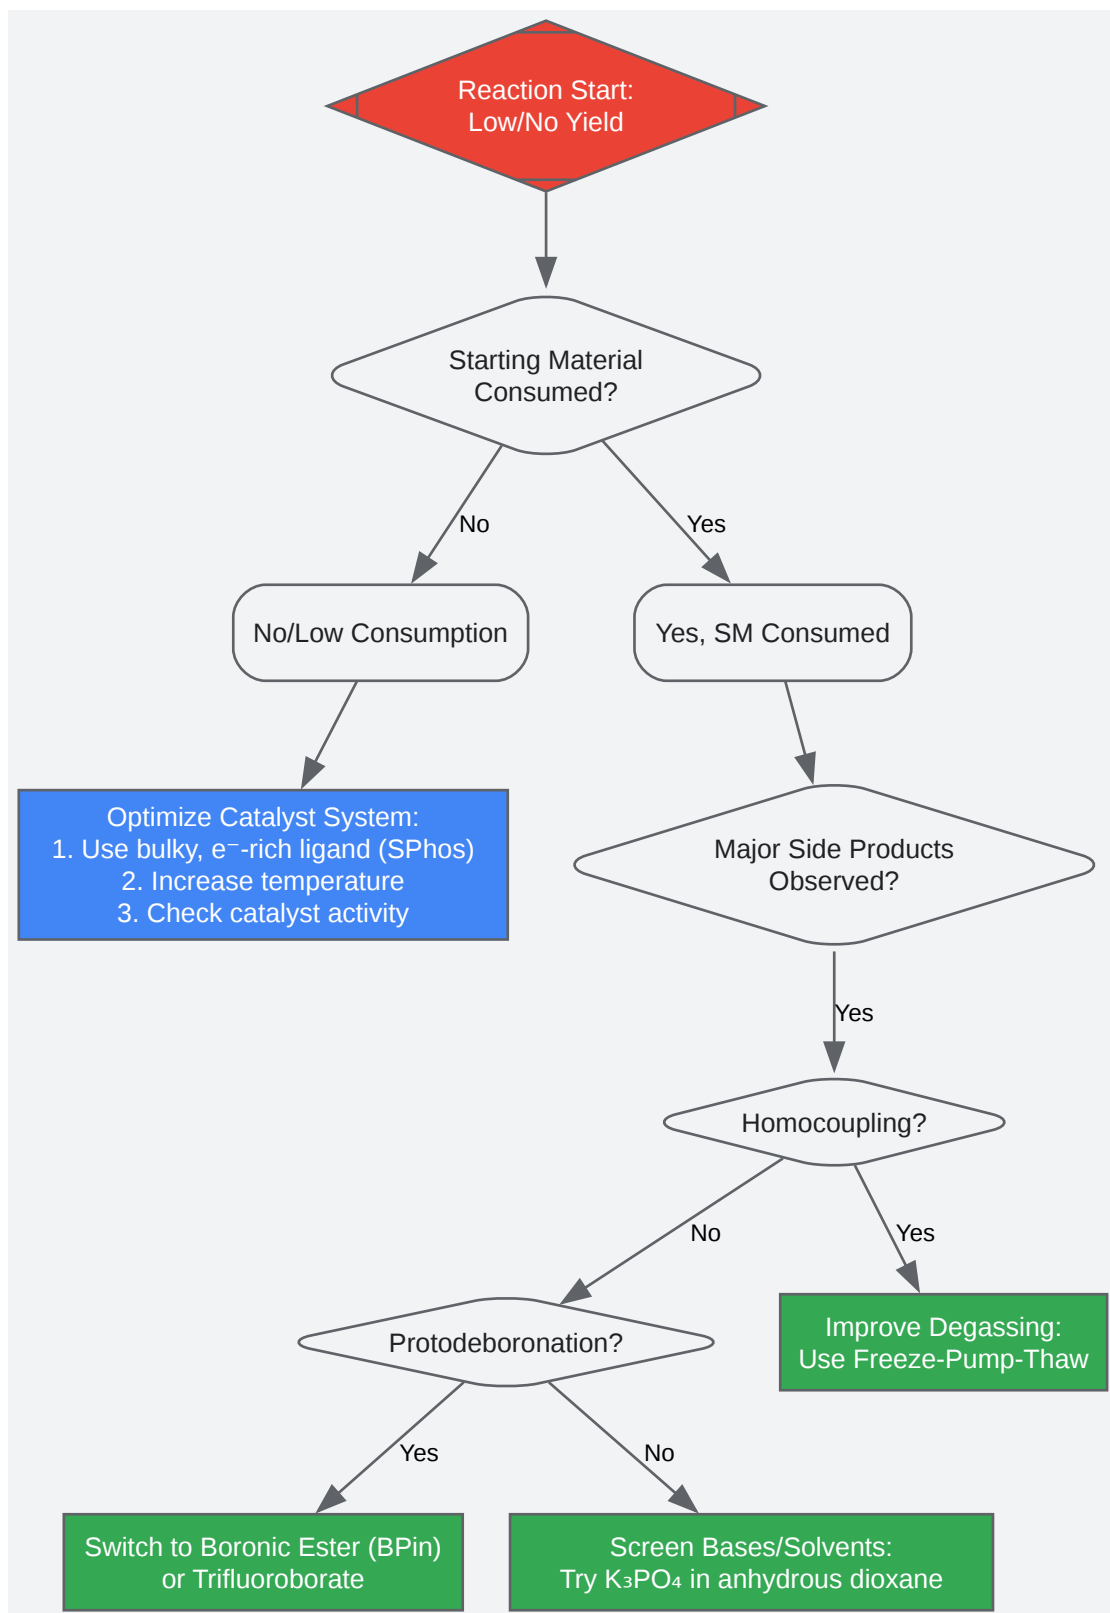 Reaction Start:
Low/No Yield
Starting Material
Consumed?
No
Yes
No/Low Consumption
Yes, SM Consumed
Optimize Catalyst System:
1. Use bulky, e⁻-rich ligand (SPhos)
2. Increase temperature
3. Check catalyst activity
Major Side Products
Observed?
Yes
Homocoupling?
No
Yes
Improve Degassing:
Use Freeze-Pump-Thaw
Protodeboronation?
Yes
No
Switch to Boronic Ester (BPin)
or Trifluoroborate
Screen Bases/Solvents:
Try K₃PO₄ in anhydrous dioxane